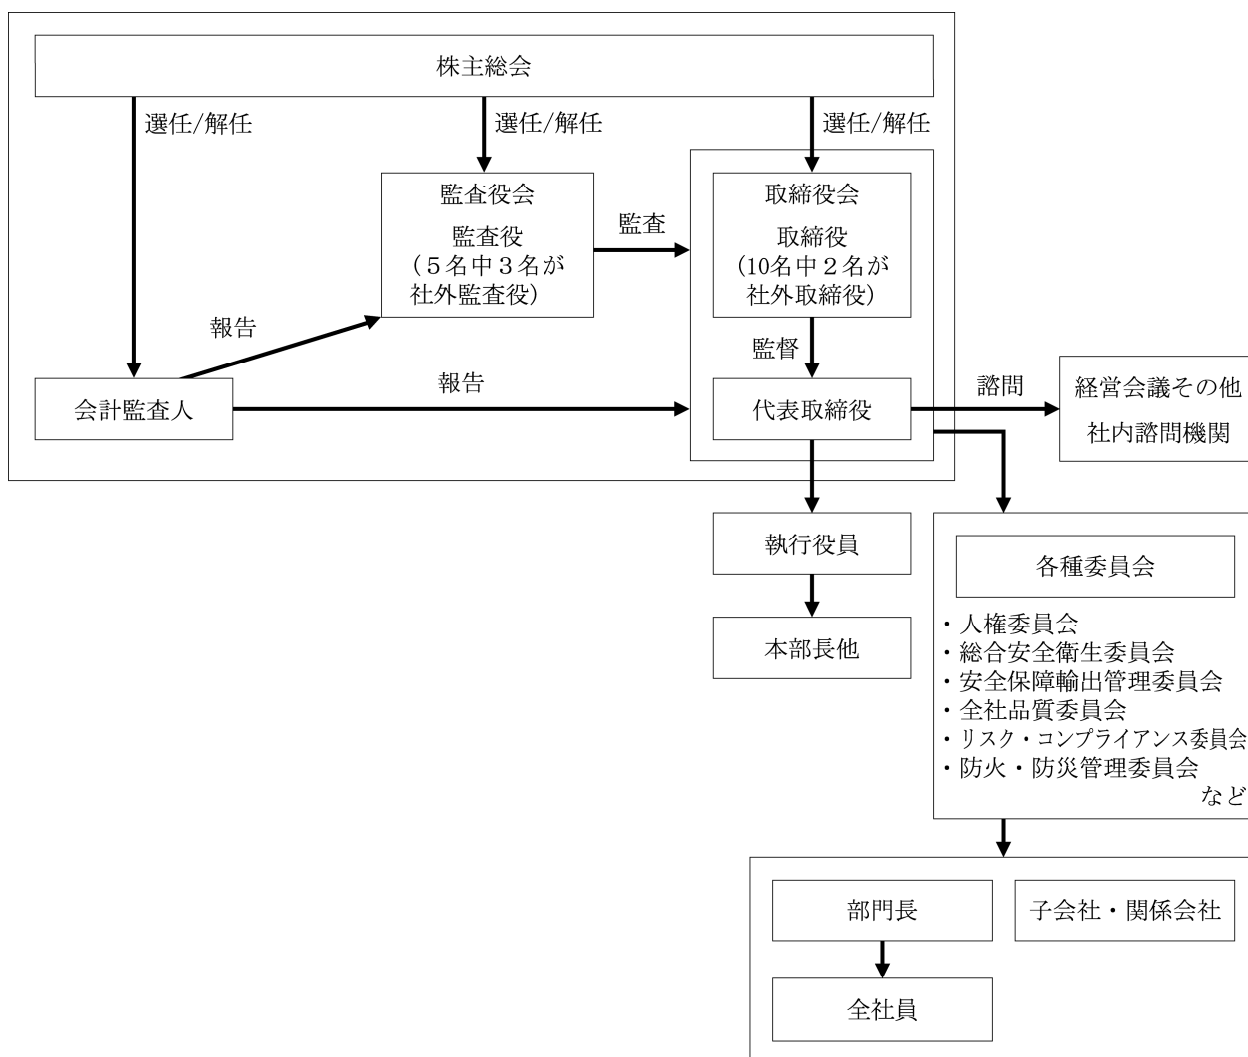 株主総会
選任/解任
選任/解任
選任/解任
監査役会
監査役
（５名中３名が
社外監査役）
監査
取締役会
取締役
（10名中２名が
社外取締役）
報告
監督
会計監査人
報告
代表取締役
諮問
経営会議その他
社内諮問機関
執行役員
各種委員会
本部長他
・人権委員会
・総合安全衛生委員会
・安全保障輸出管理委員会
・全社品質委員会
・リスク・コンプライアンス委員会
・防火・防災管理委員会
など
部門長
子会社・関係会社
全社員